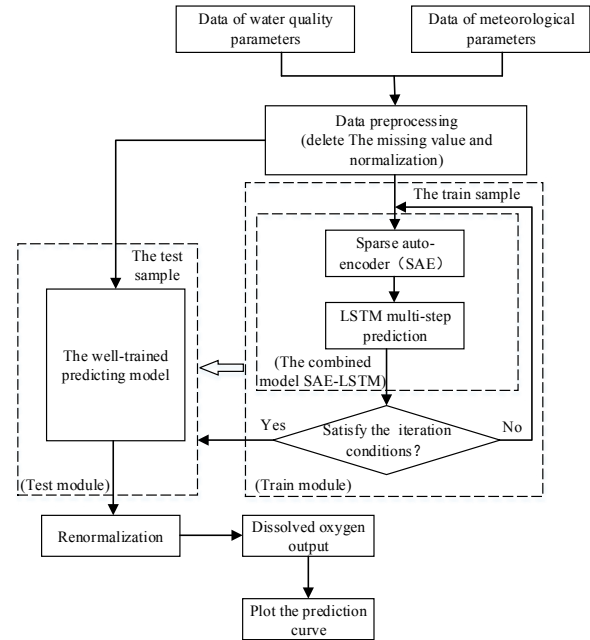 Data of water quality
parameters
Data of meteorological
parameters
Data preprocessing
(delete The missing value and
normalization)
The train sample
The test
sample
Sparse auto-
encoder（SAE）
LSTM multi-step
prediction
(The combined
model SAE-LSTM)
The well-trained
predicting model
Yes
Satisfy the iteration
conditions？
No
(Test module)
(Train module)
Renormalization
Dissolved oxygen
output
Plot the prediction
curve